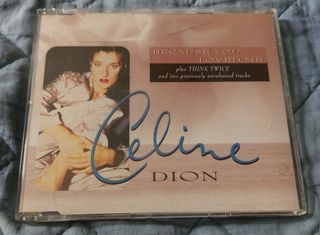 BECAUSE YOU
LOVED ME
plus THINK TWICE
and two previously unreleased tracks
Celine
DION